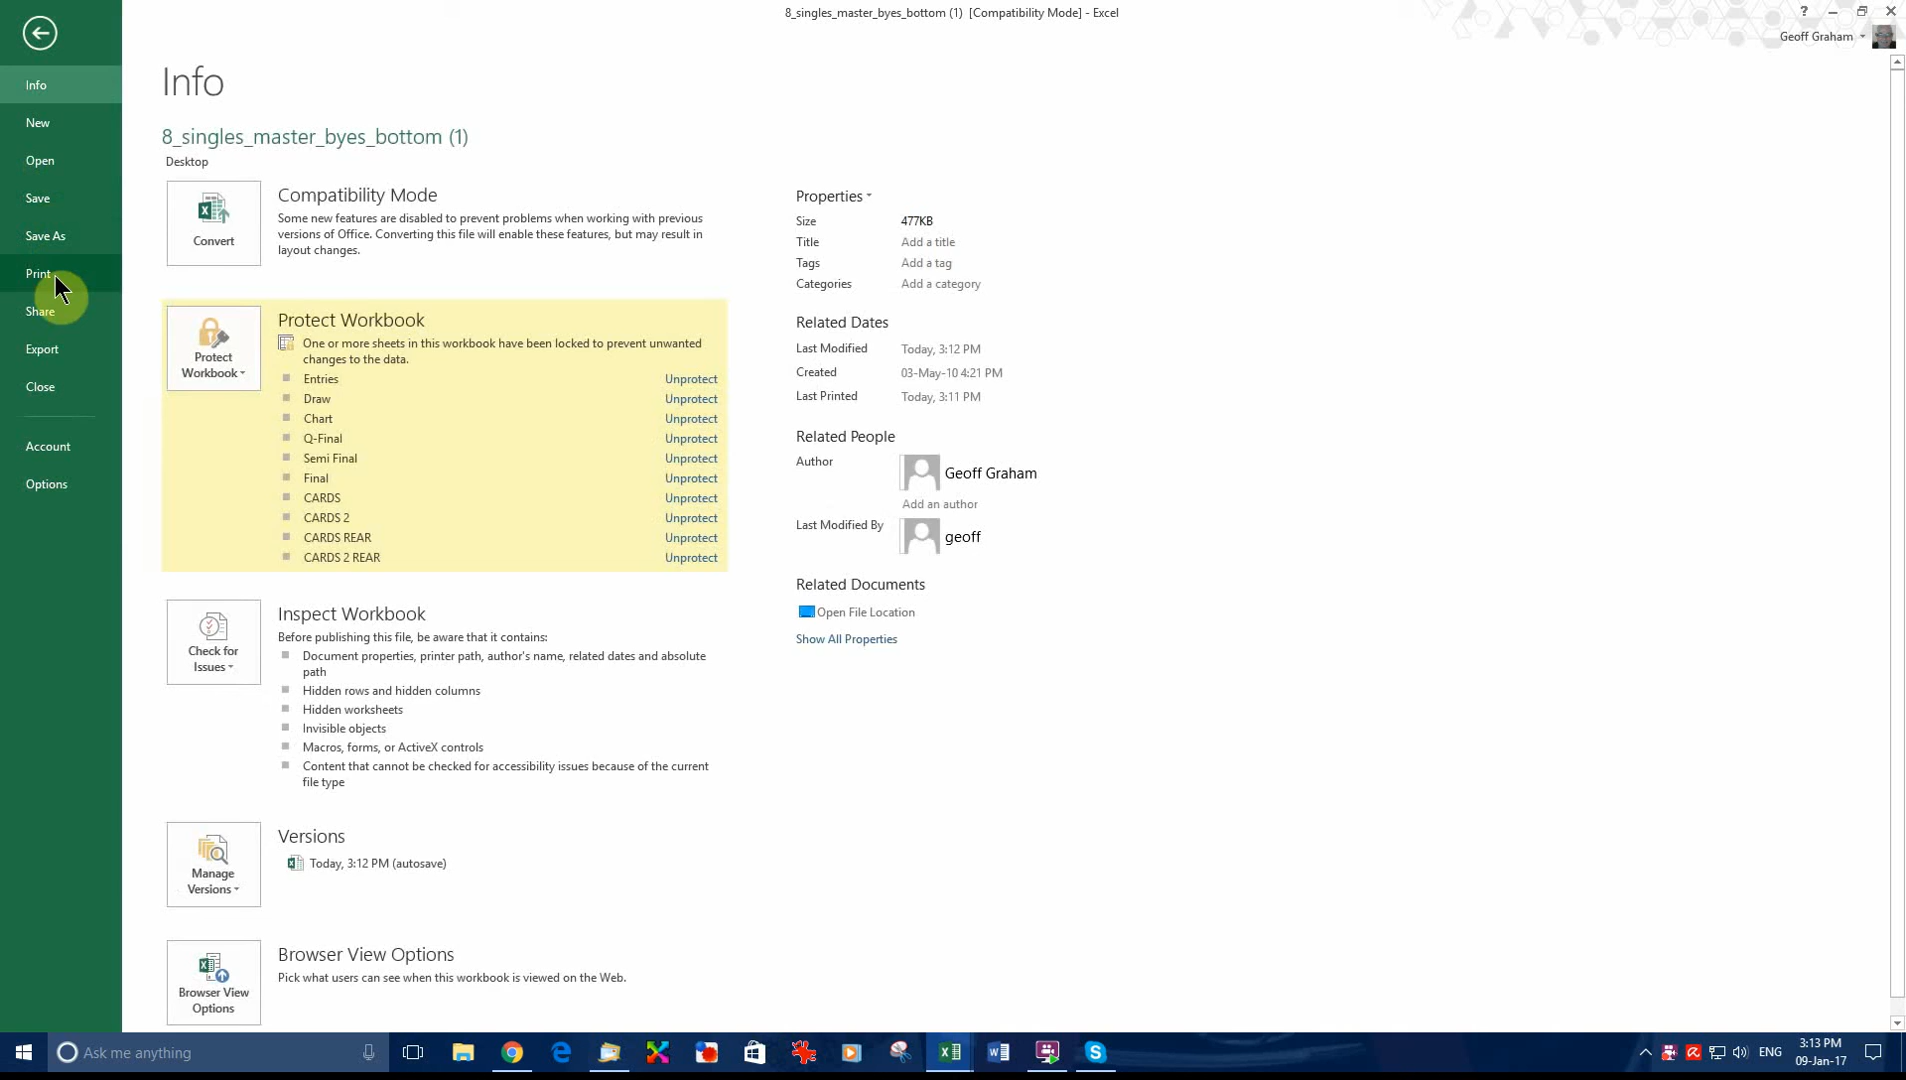 8_singles_master_byes_bottom (1) [Compatibility Mode] - Excel
?
Geoff Graham
Info
New
Open
Save
Save As
Print
Share
Export
Close
Account
Options
Info
8_singles_master_byes_bottom (1)
Desktop
Convert
Compatibility Mode
Some new features are disabled to prevent problems when working with previous
versions of Office. Converting this file will enable these features, but may result in
layout changes.
Protect
Workbook
Protect Workbook
One or more sheets in this workbook have been locked to prevent unwanted
changes to the data.
Entries Unprotect
Draw Unprotect
Chart Unprotect
Q-Final Unprotect
Semi Final Unprotect
Final Unprotect
CARDS Unprotect
CARDS 2 Unprotect
CARDS REAR Unprotect
CARDS 2 REAR Unprotect
Check for
Issues
Inspect Workbook
Before publishing this file, be aware that it contains:
Document properties, printer path, author's name, related dates and absolute
path
Hidden rows and hidden columns
Hidden worksheets
Invisible objects
Macros, forms, or ActiveX controls
Content that cannot be checked for accessibility issues because of the current
file type
Manage
Versions
Versions
Today, 3:12 PM (autosave)
Browser View
Options
Browser View Options
Pick what users can see when this workbook is viewed on the Web.
Properties
Size 477KB
Title Add a title
Tags Add a tag
Categories Add a category
Related Dates
Last Modified Today, 3:12 PM
Created 03-May-10 4:21 PM
Last Printed Today, 3:11 PM
Related People
Author Geoff Graham
Add an author
Last Modified By geoff
Related Documents
Open File Location
Show All Properties
Ask me anything
ENG
3:13 PM
09-Jan-17